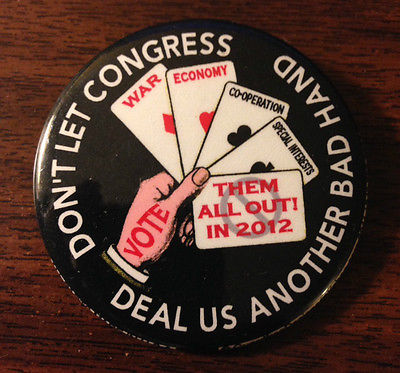 DON'T LET CONGRESS
DEAL US ANOTHER BAD HAND
WAR
ECONOMY
CO-OPERATION
SPECIAL INTERESTS
VOTE
THEM
ALL OUT!
IN 2012